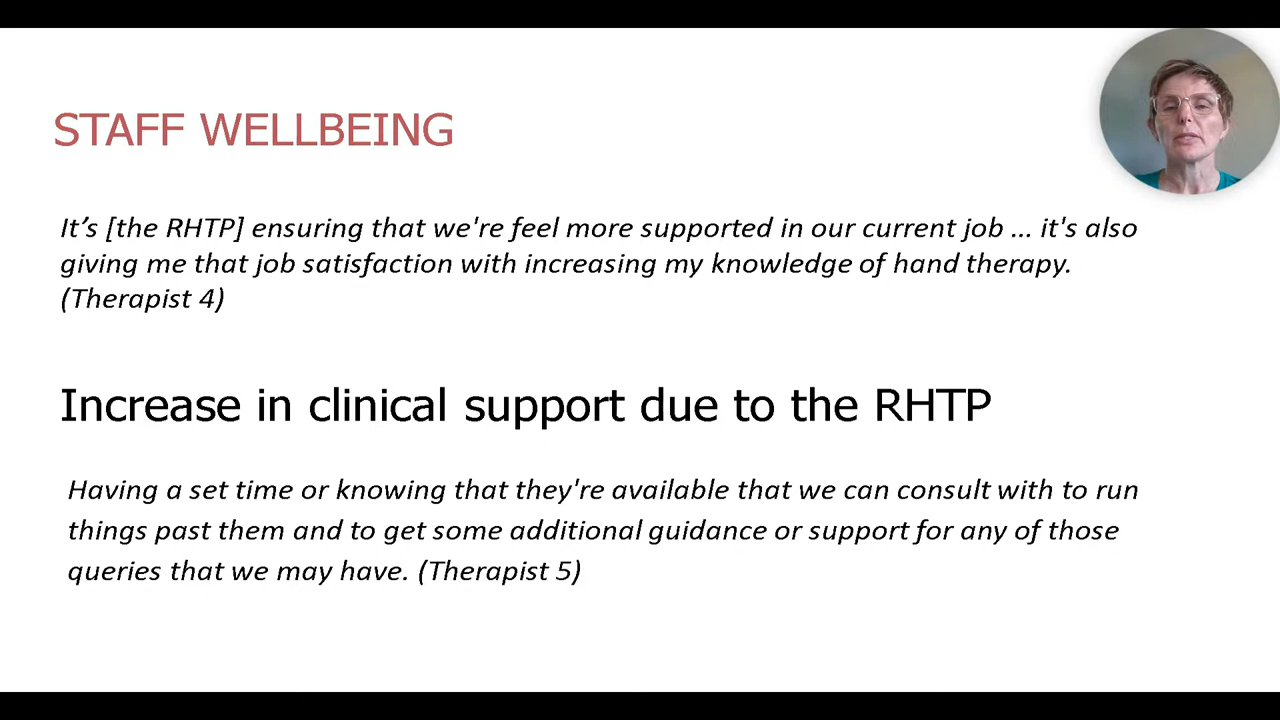 STAFF WELLBEING
It’s [the RHTP] ensuring that we're feel more supported in our current job ... it's also
giving me that job satisfaction with increasing my knowledge of hand therapy.
(Therapist 4)
Increase in clinical support due to the RHTP
Having a set time or knowing that they're available that we can consult with to run
things past them and to get some additional guidance or support for any of those
queries that we may have. (Therapist 5)